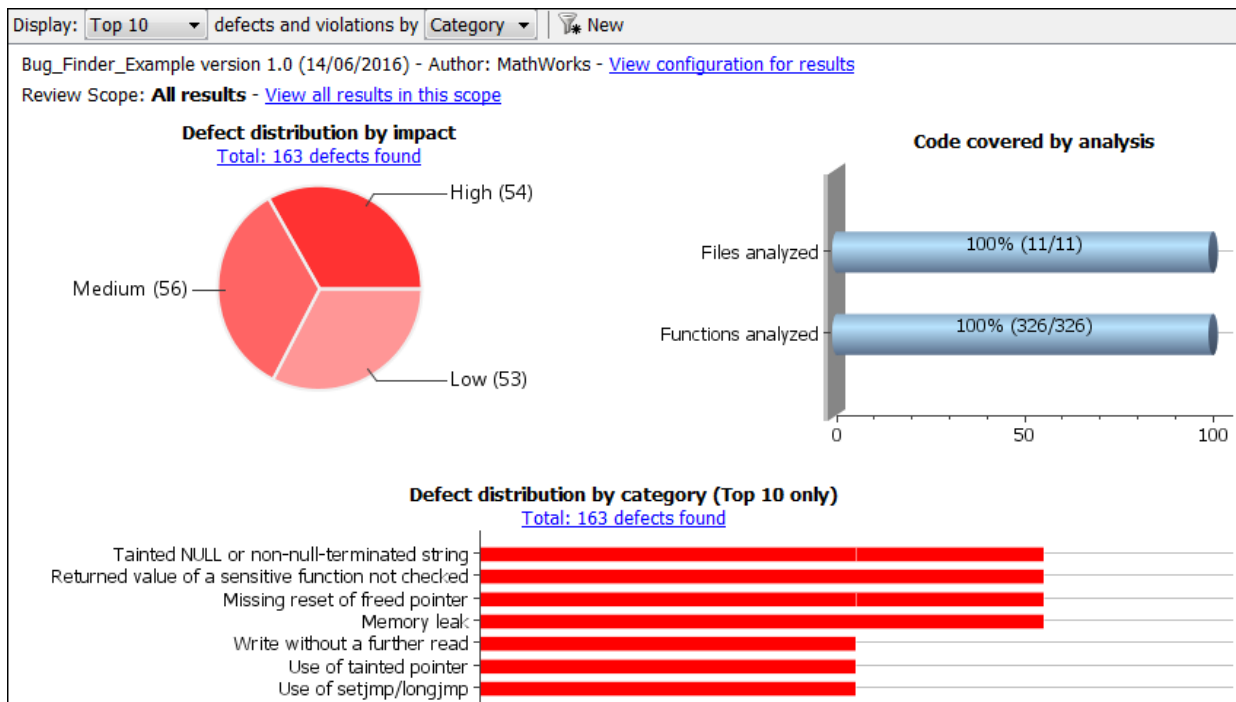 Display: Top 10 defects and violations by Category New
Bug_Finder_Example version 1.0 (14/06/2016) - Author: MathWorks - View configuration for results
Review Scope: All results - View all results in this scope
Defect distribution by impact
Total: 163 defects found
High (54)
Medium (56)
Low (53)
Code covered by analysis
Files analyzed 100% (11/11)
Functions analyzed 100% (326/326)
0 50 100
Defect distribution by category (Top 10 only)
Total: 163 defects found
Tainted NULL or non-null-terminated string
Returned value of a sensitive function not checked
Missing reset of freed pointer
Memory leak
Write without a further read
Use of tainted pointer
Use of setjmp/longjmp